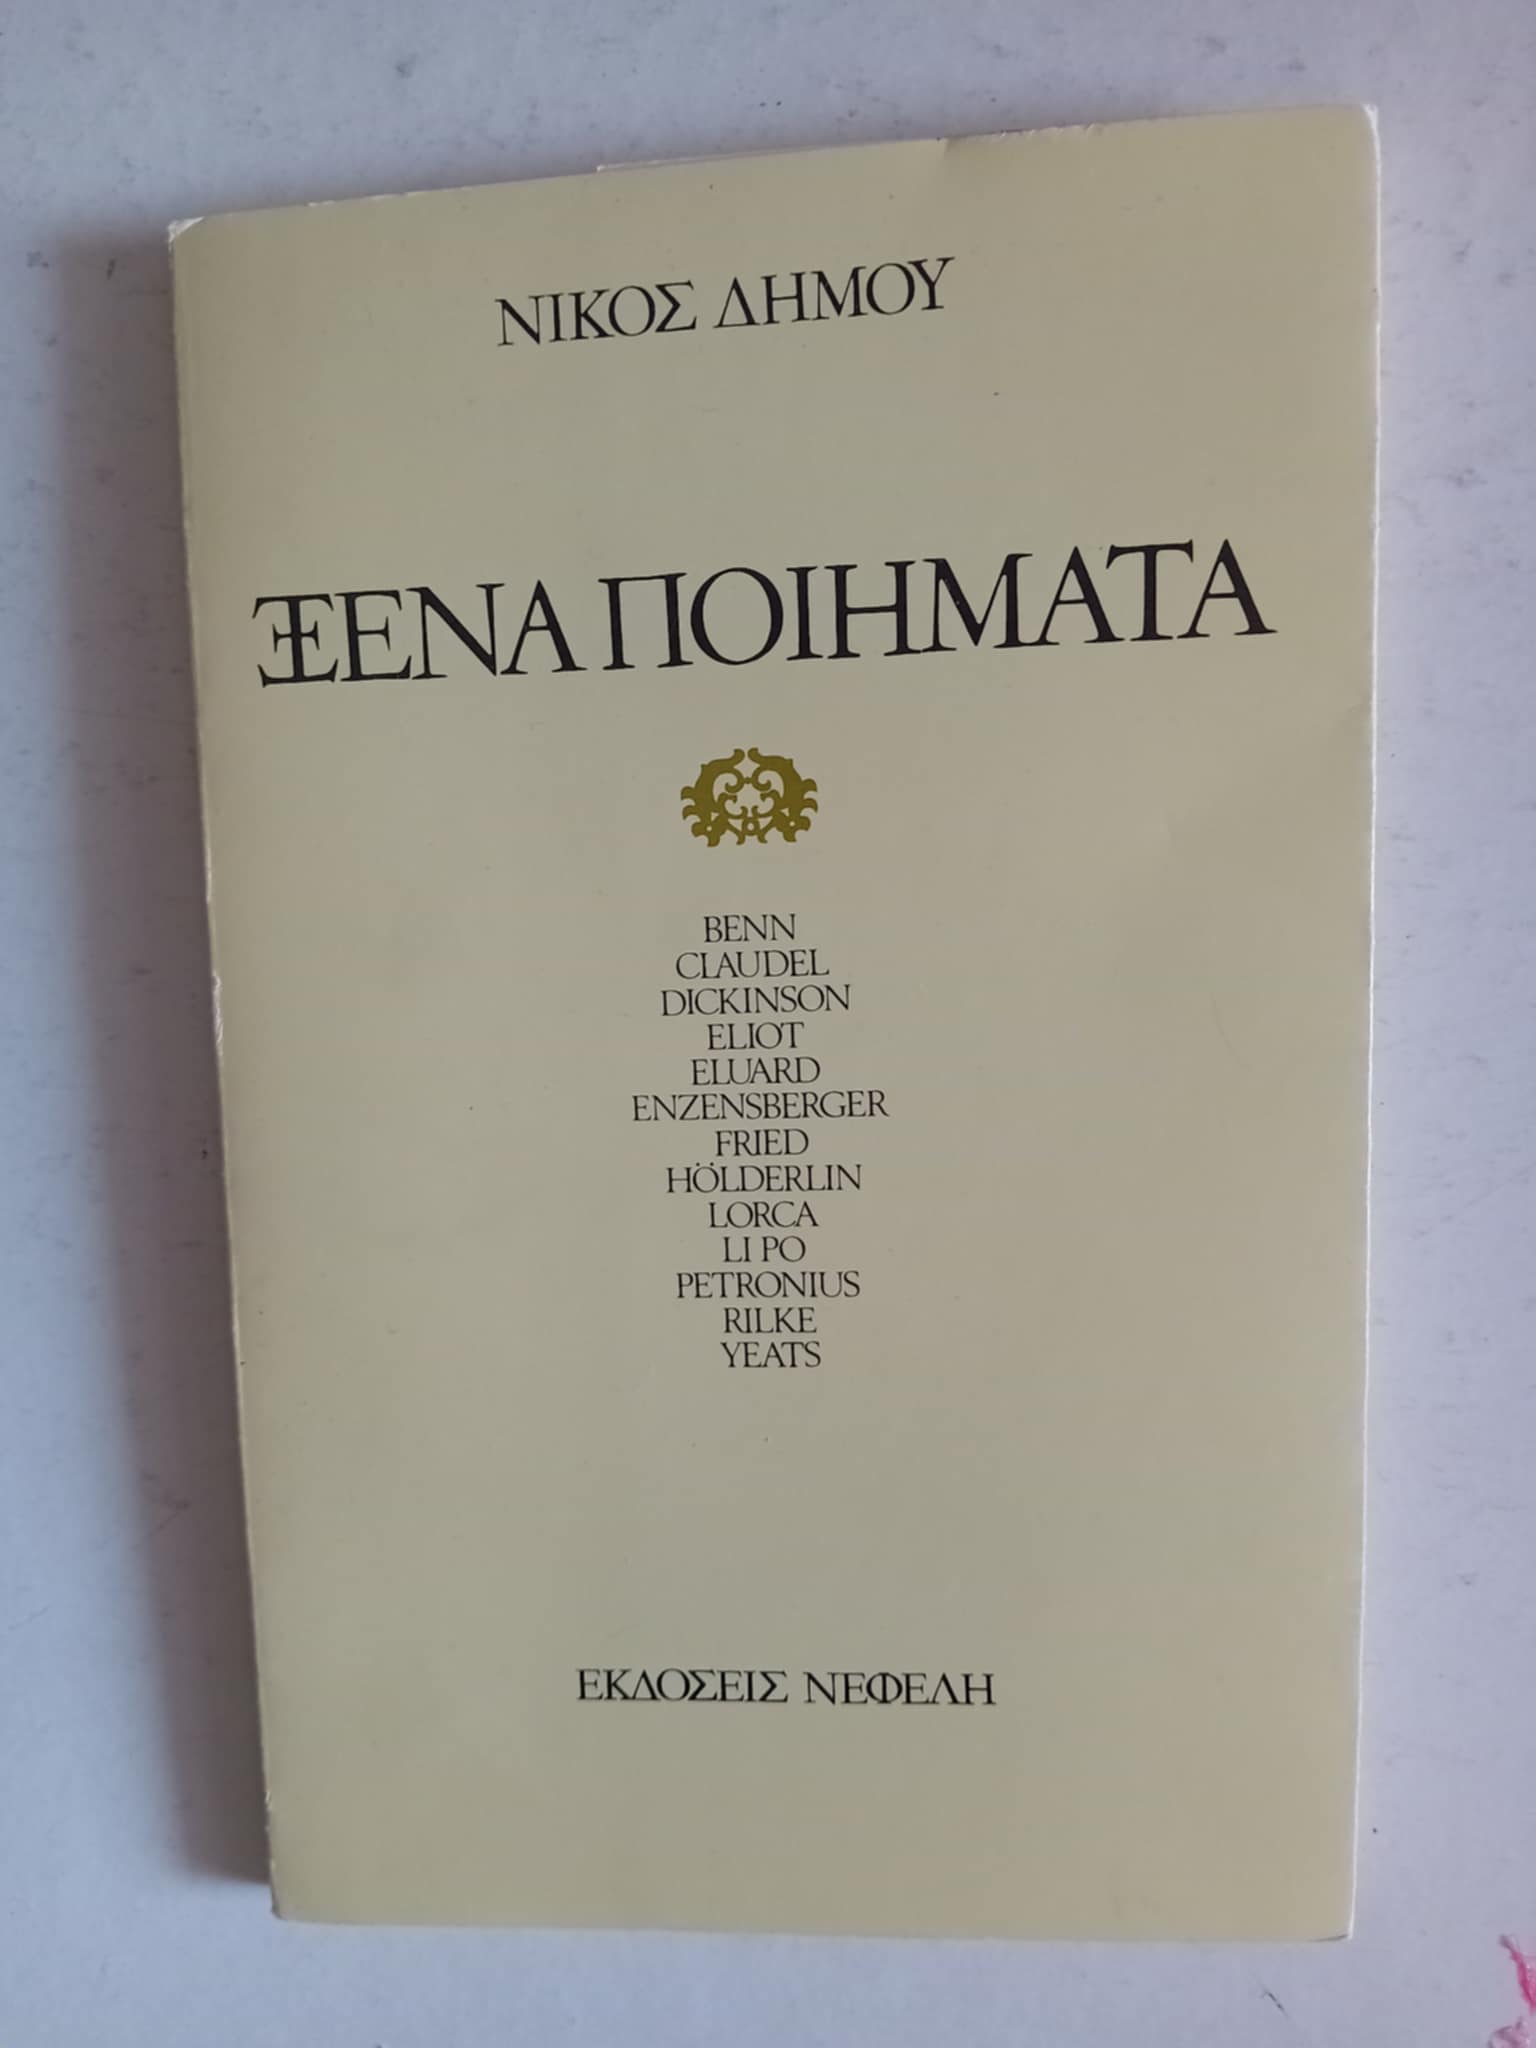 ΝΙΚΟΣ ΔΗΜΟΥ
ΞΕΝΑ ΠΟΙΗΜΑΤΑ
BENN
CLAUDEL
DICKINSON
ELIOT
ELUARD
ENZENSBERGER
FRIED
HÖLDERLIN
LORCA
LI PO
PETRONIUS
RILKE
YEATS
ΕΚΔΟΣΕΙΣ ΝΕΦΕΛΗ